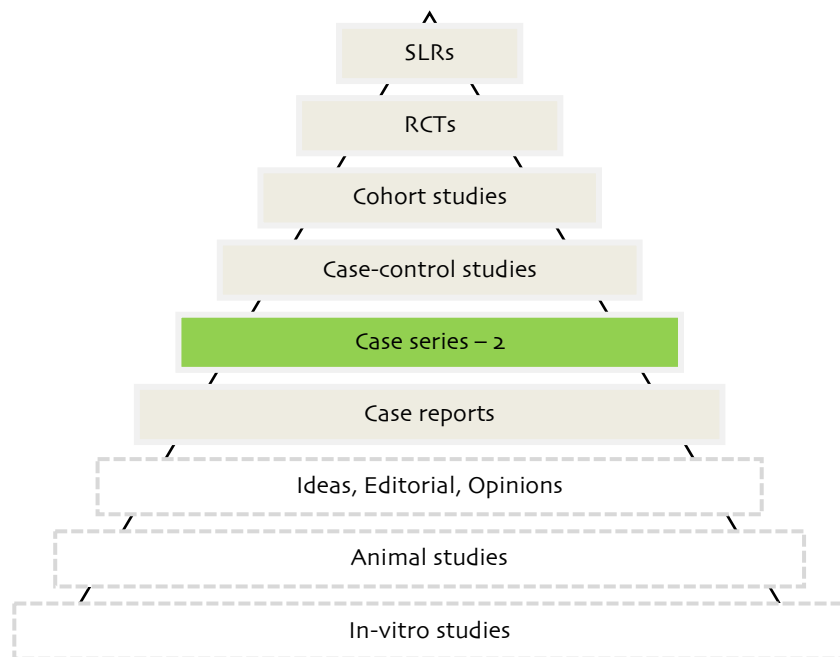 SLRs
RCTs
Cohort studies
Case-control studies
Case series – 2
Case reports
Ideas, Editorial, Opinions
Animal studies
In-vitro studies